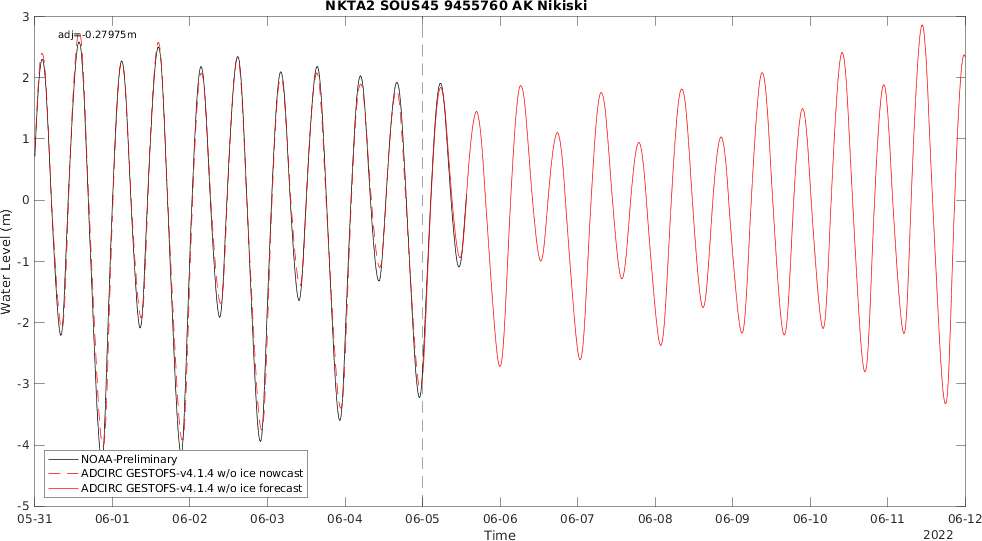 NKTA2 SOUS45 9455760 AK Nikiski
adj=-0.27975m
3
2
1
0
-1
-2
-3
-4
-5
Water Level (m)
NOAA-Preliminary
ADCIRC GESTOFS-v4.1.4 w/o ice nowcast
ADCIRC GESTOFS-v4.1.4 w/o ice forecast
05-31 06-01 06-02 06-03 06-04 06-05 06-06 06-07 06-08 06-09 06-10 06-11 06-12
Time
2022